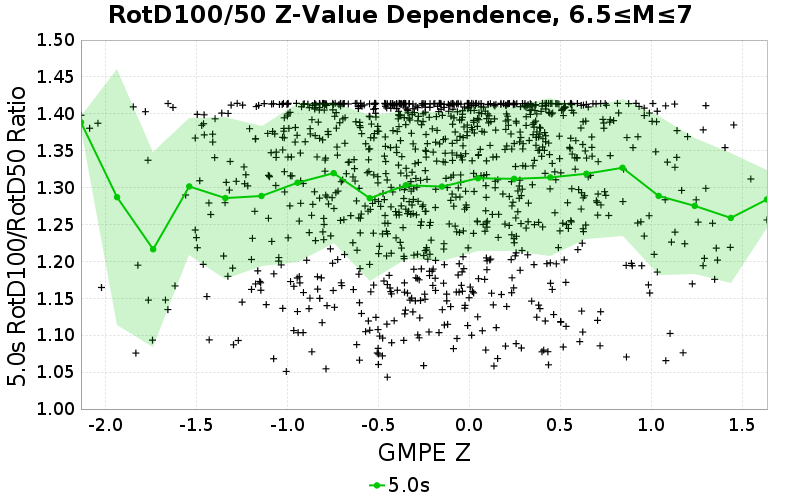 RotD100/50 Z-Value Dependence, 6.5≤M≤7
5.0s RotD100/RotD50 Ratio
1.50
1.45
1.40
1.35
1.30
1.25
1.20
1.15
1.10
1.05
1.00
-2.0 -1.5 -1.0 -0.5 0.0 0.5 1.0 1.5
GMPE Z
5.0s